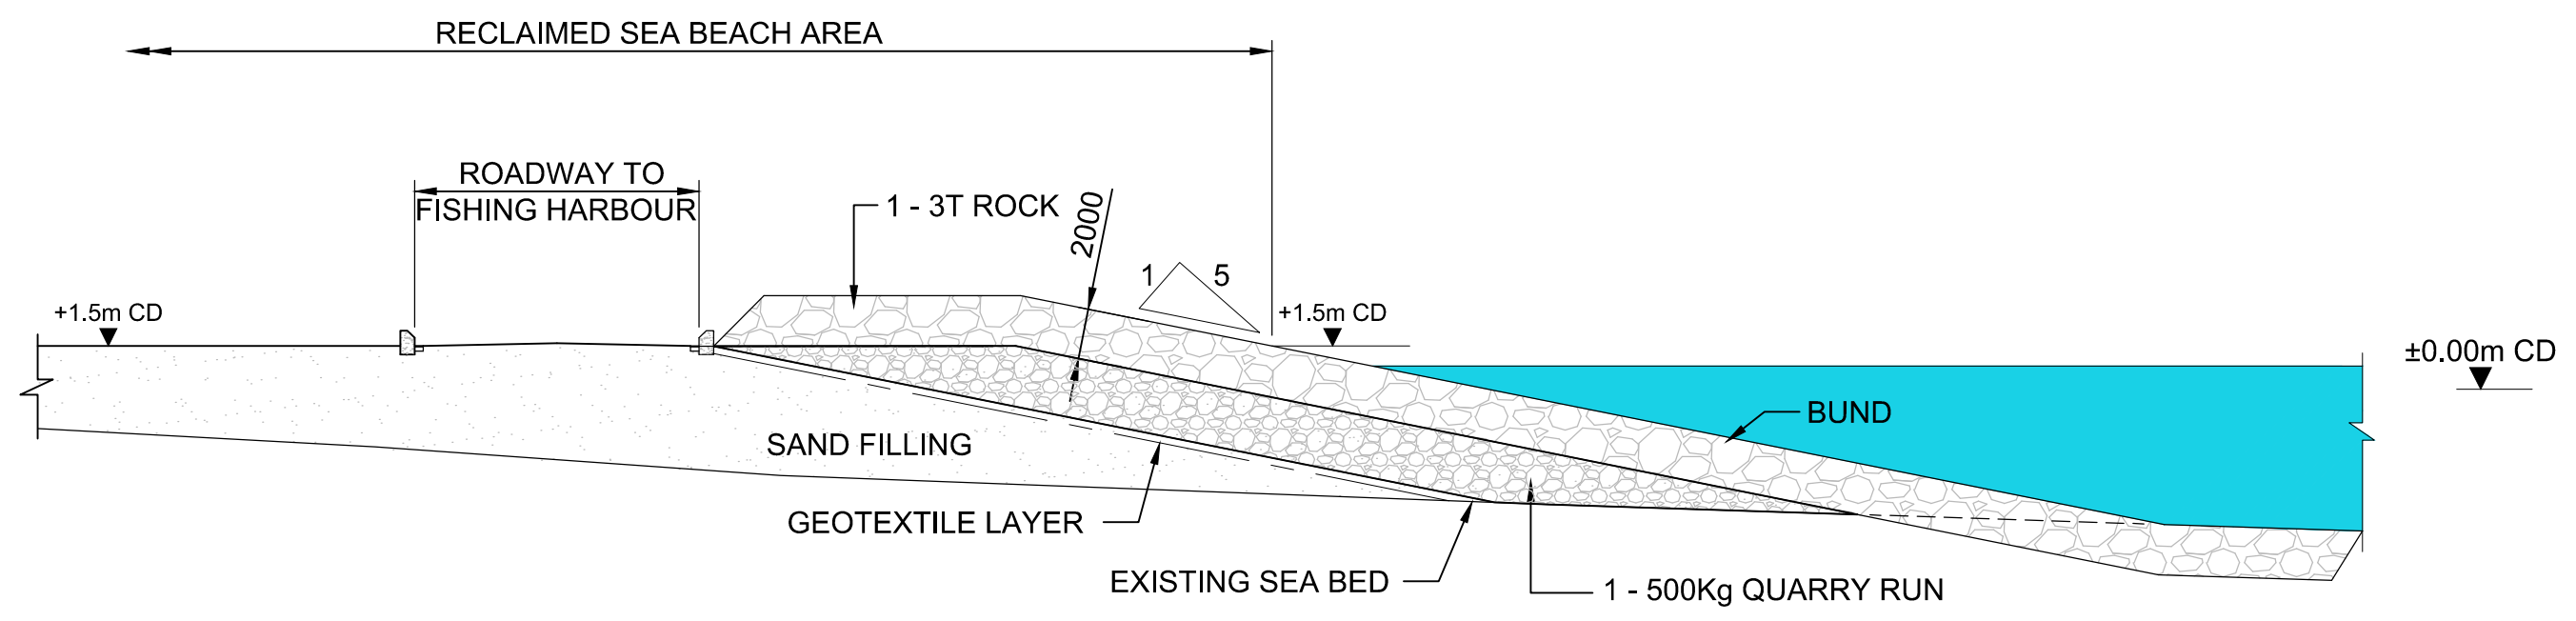 RECLAIMED SEA BEACH AREA
ROADWAY TO
FISHING HARBOUR
1 - 3T ROCK
2000
1
5
+1.5m CD
+1.5m CD
±0.00m CD
BUND
SAND FILLING
GEOTEXTILE LAYER
EXISTING SEA BED
1 - 500Kg QUARRY RUN